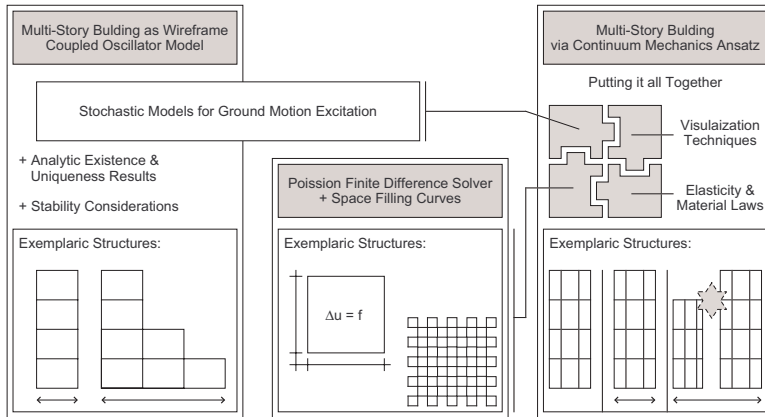 Multi-Story Bulding as Wireframe
Coupled Oscillator Model
Stochastic Models for Ground Motion Excitation
+ Analytic Existence &
Uniqueness Results
+ Stability Considerations
Exemplaric Structures:
Poission Finite Difference Solver
+ Space Filling Curves
Exemplaric Structures:
Δu = f
Multi-Story Bulding
via Continuum Mechanics Ansatz
Putting it all Together
Visulaization
Techniques
Elasticity &
Material Laws
Exemplaric Structures: